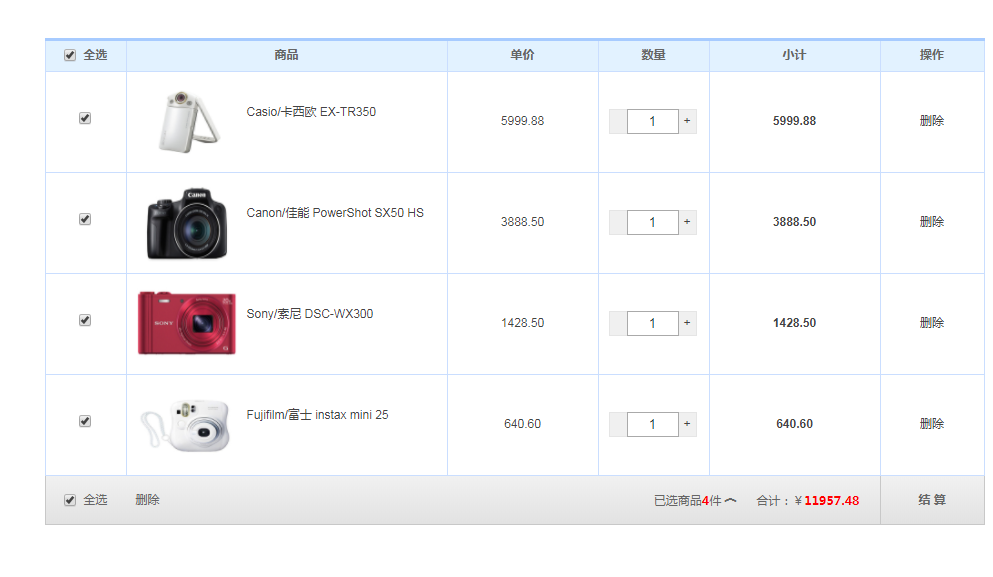 全选 商品 单价 数量 小计 操作
Casio/卡西欧 EX-TR350 5999.88 1 + 5999.88 删除
Canon
Canon/佳能 PowerShot SX50 HS 3888.50 1 + 3888.50 删除
SONY
Sony/索尼 DSC-WX300 1428.50 1 + 1428.50 删除
Fujifilm/富士 instax mini 25 640.60 1 + 640.60 删除
全选 删除 已选商品4件 合计：￥11957.48 结 算